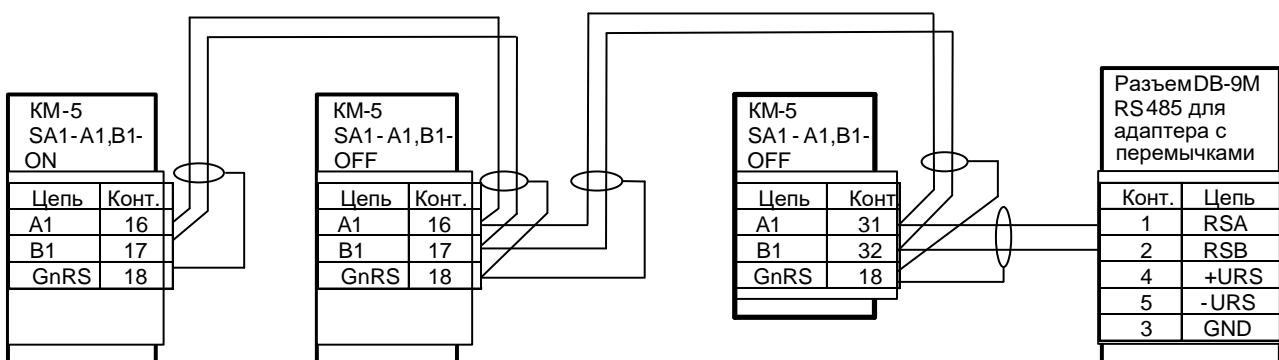 КМ-5
SA1-A1,B1-
ON
Цепь Конт.
A1 16
B1 17
GnRS 18
КМ-5
SA1-A1,B1-
OFF
Цепь Конт.
A1 16
B1 17
GnRS 18
КМ-5
SA1-A1,B1-
OFF
Цепь Конт
A1 31
B1 32
GnRS 18
Разъем DB-9M
RS485 для
адаптера с
перемычками
Конт. Цепь
1 RSA
2 RSB
4 +URS
5 -URS
3 GND